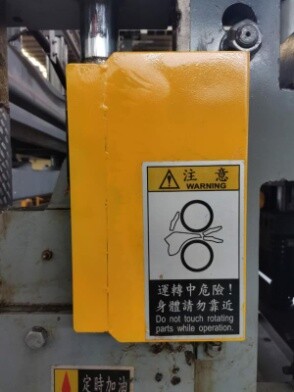 注意
WARNING
運轉中危險!
身體請勿靠近
Do not touch rotating
parts while operation.
定時加油